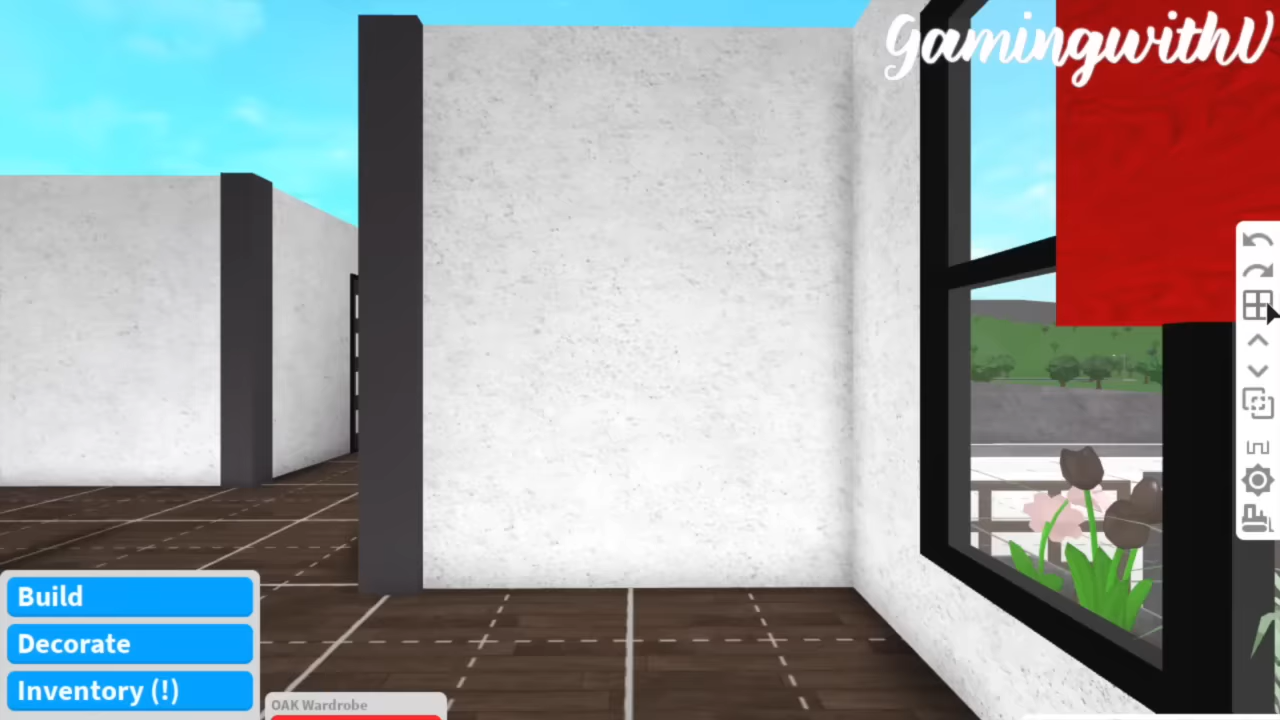 GamingwithV
Build
Decorate
Inventory (!)
OAK Wardrobe